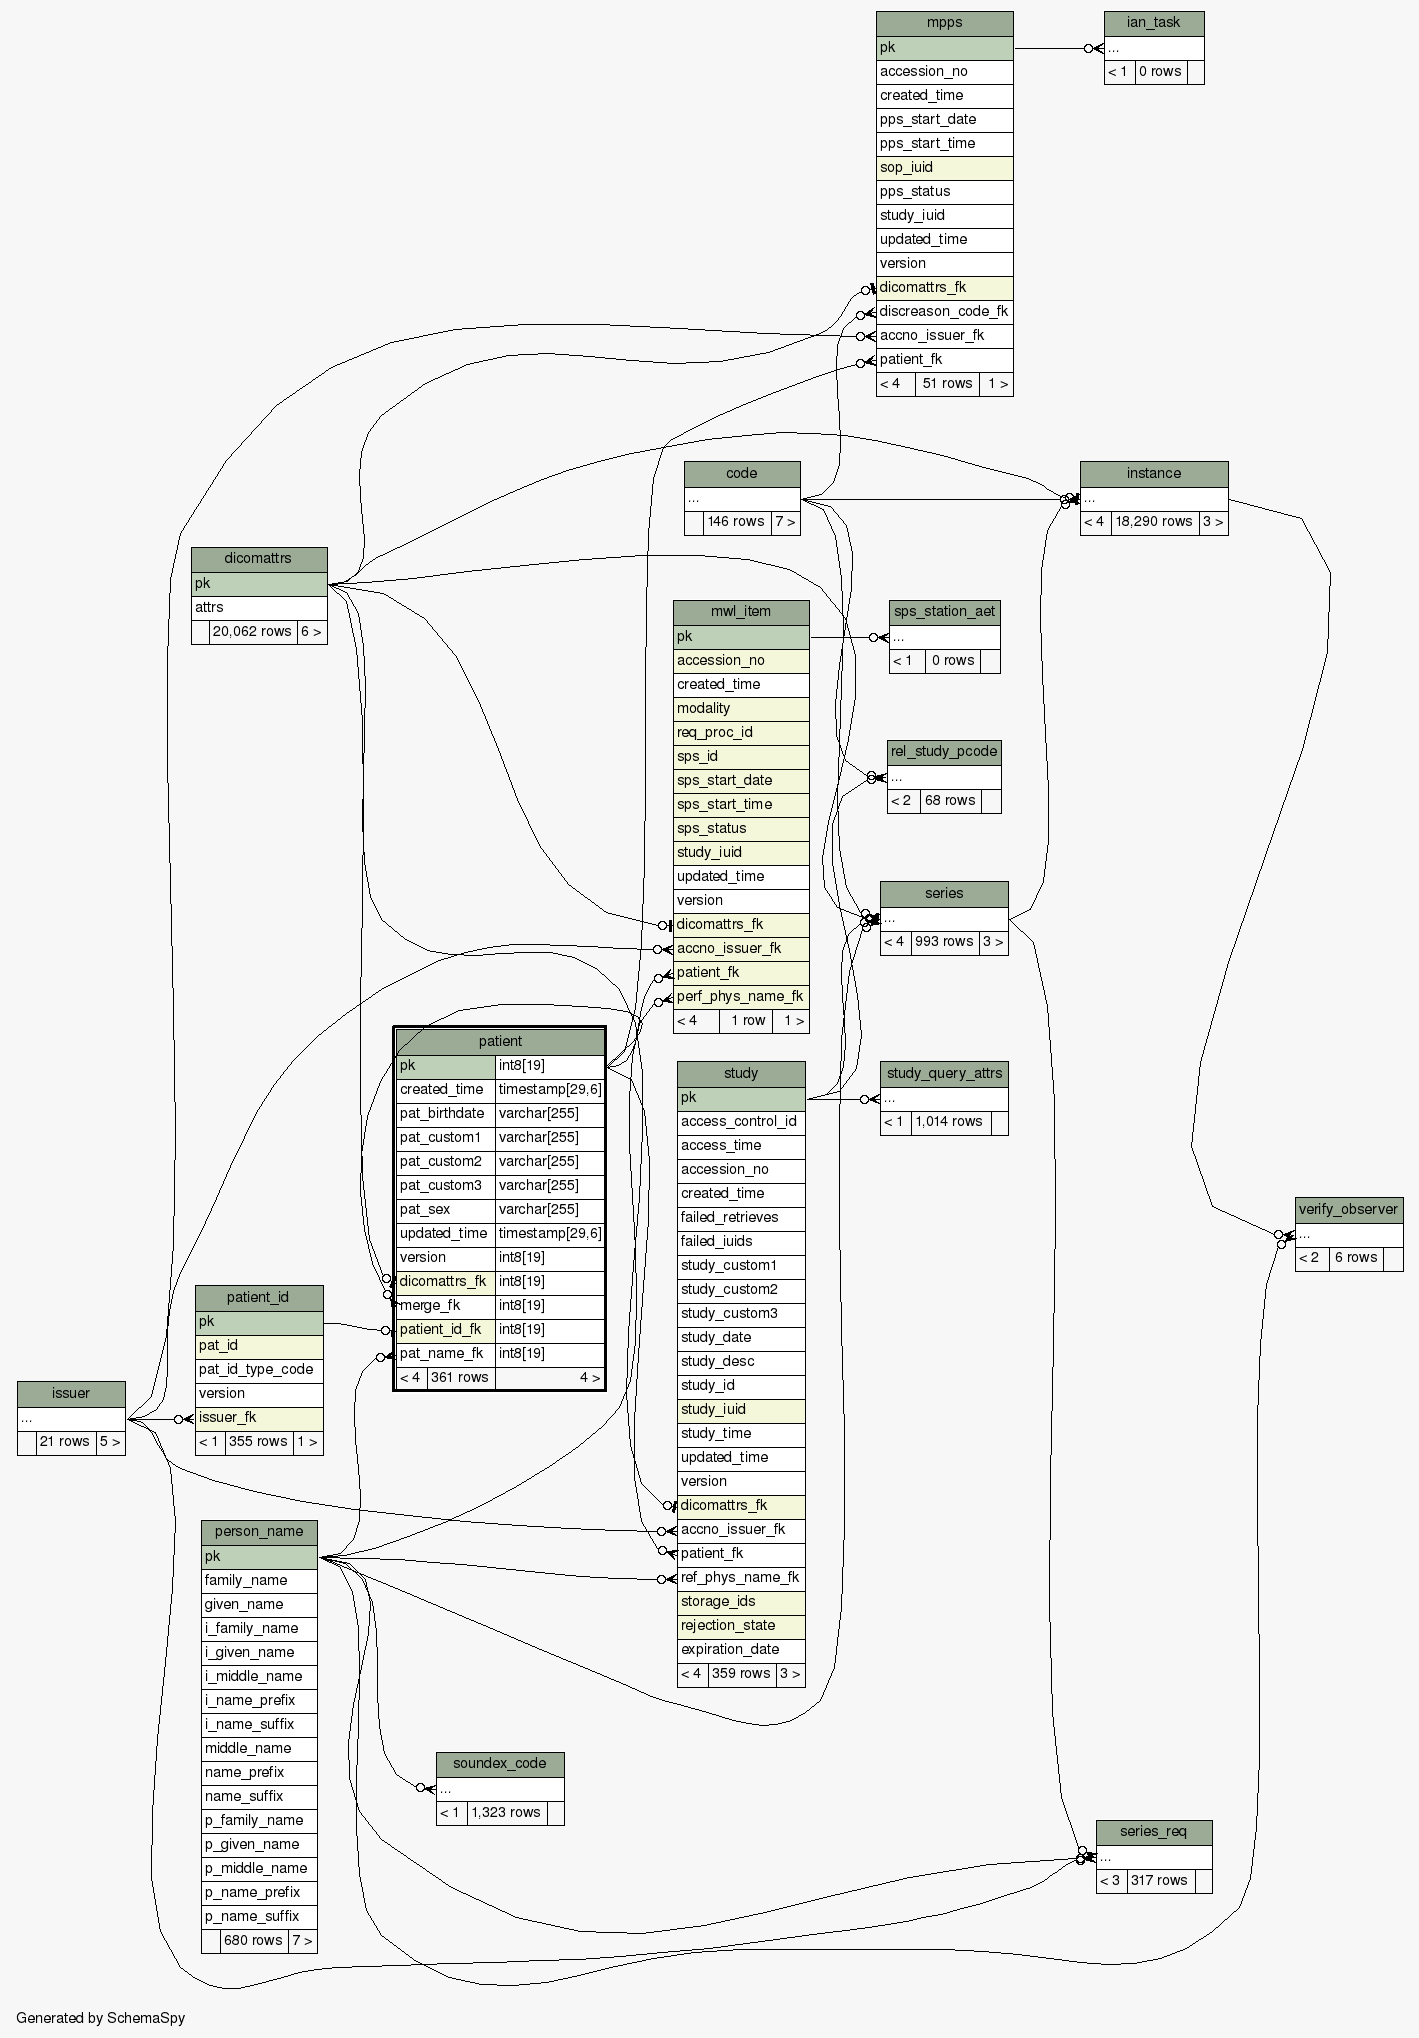 mpps
pk
accession_no
created_time
pps_start_date
pps_start_time
sop_iuid
pps_status
study_iuid
updated_time
version
dicomattrs_fk
discreason_code_fk
accno_issuer_fk
patient_fk
< 4 51 rows 1 >
ian_task
...
< 1 0 rows
code
...
146 rows 7 >
instance
...
< 4 18,290 rows 3 >
dicomattrs
pk
attrs
20,062 rows 6 >
mwl_item
pk
accession_no
created_time
modality
req_proc_id
sps_id
sps_start_date
sps_start_time
sps_status
study_iuid
updated_time
version
dicomattrs_fk
accno_issuer_fk
patient_fk
perf_phys_name_fk
< 4 1 row 1 >
sps_station_aet
...
< 1 0 rows
rel_study_pcode
...
< 2 68 rows
series
...
< 4 993 rows 3 >
patient
pk int8[19]
created_time timestamp[29,6]
pat_birthdate varchar[255]
pat_custom1 varchar[255]
pat_custom2 varchar[255]
pat_custom3 varchar[255]
pat_sex varchar[255]
updated_time timestamp[29,6]
version int8[19]
dicomattrs_fk int8[19]
merge_fk int8[19]
patient_id_fk int8[19]
pat_name_fk int8[19]
< 4 361 rows 4 >
study
pk
access_control_id
access_time
accession_no
created_time
failed_retrieves
failed_iuids
study_custom1
study_custom2
study_custom3
study_date
study_desc
study_id
study_iuid
study_time
updated_time
version
dicomattrs_fk
accno_issuer_fk
patient_fk
ref_phys_name_fk
storage_ids
rejection_state
expiration_date
< 4 359 rows 3 >
study_query_attrs
...
< 1 1,014 rows
verify_observer
...
< 2 6 rows
patient_id
pk
pat_id
pat_id_type_code
version
issuer_fk
< 1 355 rows 1 >
issuer
...
21 rows 5 >
person_name
pk
family_name
given_name
i_family_name
i_given_name
i_middle_name
i_name_prefix
i_name_suffix
middle_name
name_prefix
name_suffix
p_family_name
p_given_name
p_middle_name
p_name_prefix
p_name_suffix
680 rows 7 >
soundex_code
...
< 1 1,323 rows
series_req
...
< 3 317 rows
Generated by SchemaSpy